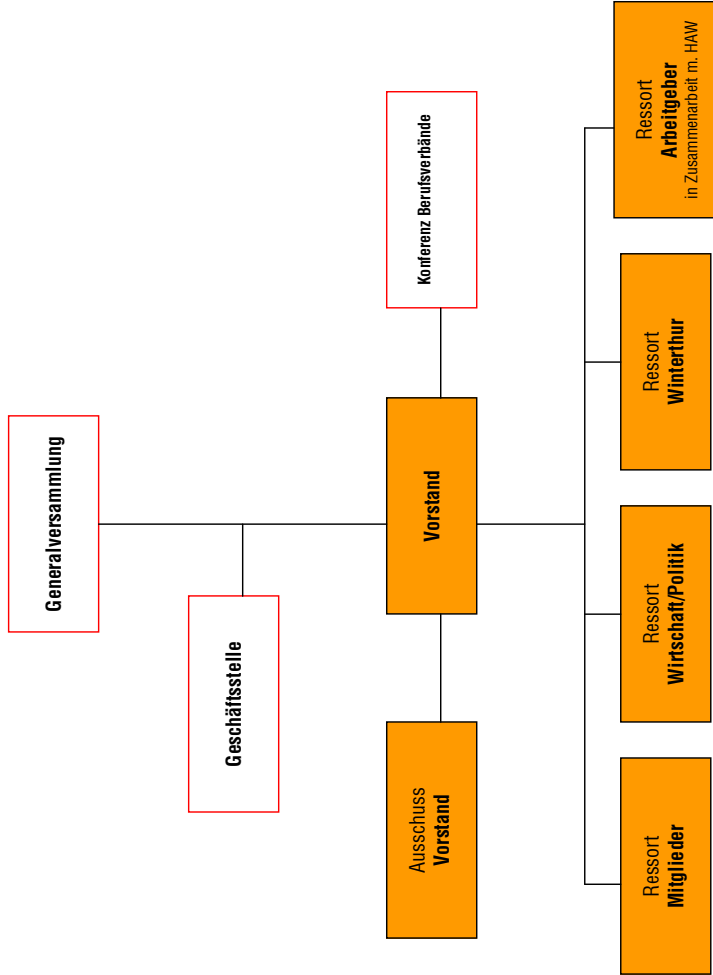 Generalversammlung
Geschäftsstelle
Ausschuss
Vorstand
Vorstand
Konferenz Berufsverbände
Ressort
Mitglieder
Ressort
Wirtschaft/Politik
Ressort
Winterthur
Ressort
Arbeitgeber
in Zusammenarbeit m. HAW